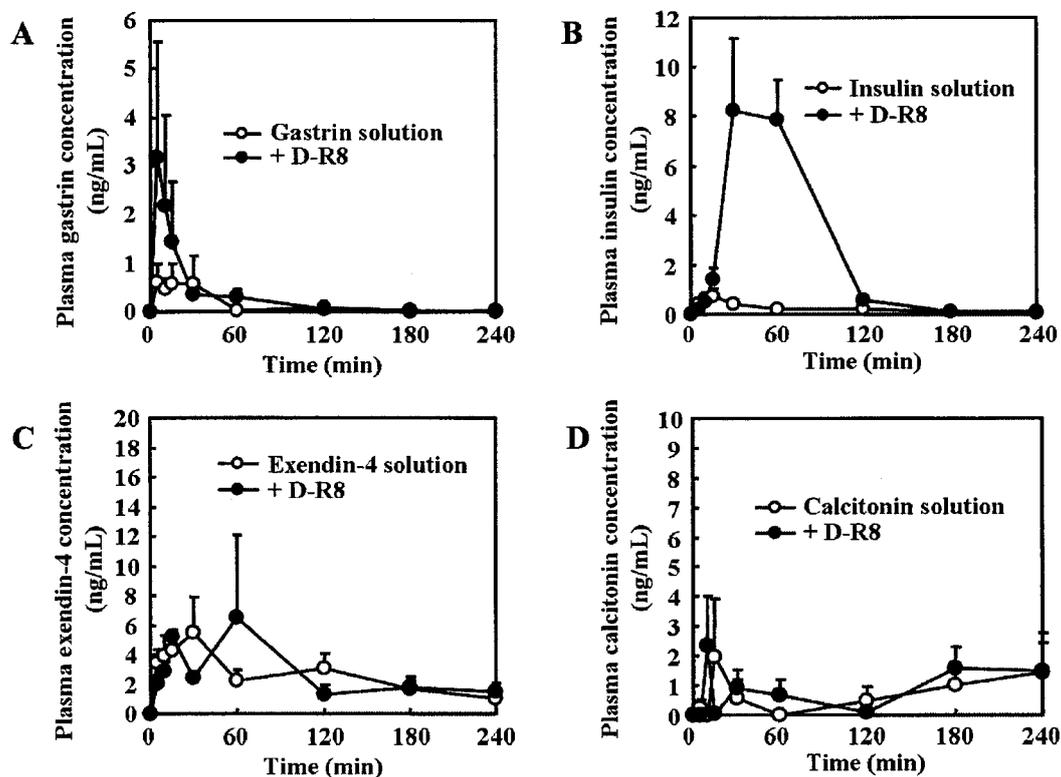 A
Plasma gastrin concentration
(ng/mL)
6
5
4
3
2
1
0
Gastrin solution
+ D-R8
0 60 120 180 240
Time (min)
B
Plasma insulin concentration
(ng/mL)
12
10
8
6
4
2
0
Insulin solution
+ D-R8
0 60 120 180 240
Time (min)
C
Plasma exendin-4 concentration
(ng/mL)
20
18
16
14
12
10
8
6
4
2
0
Exendin-4 solution
+ D-R8
0 60 120 180 240
Time (min)
D
Plasma calcitonin concentration
(ng/mL)
10
9
8
7
6
5
4
3
2
1
0
Calcitonin solution
+ D-R8
0 60 120 180 240
Time (min)